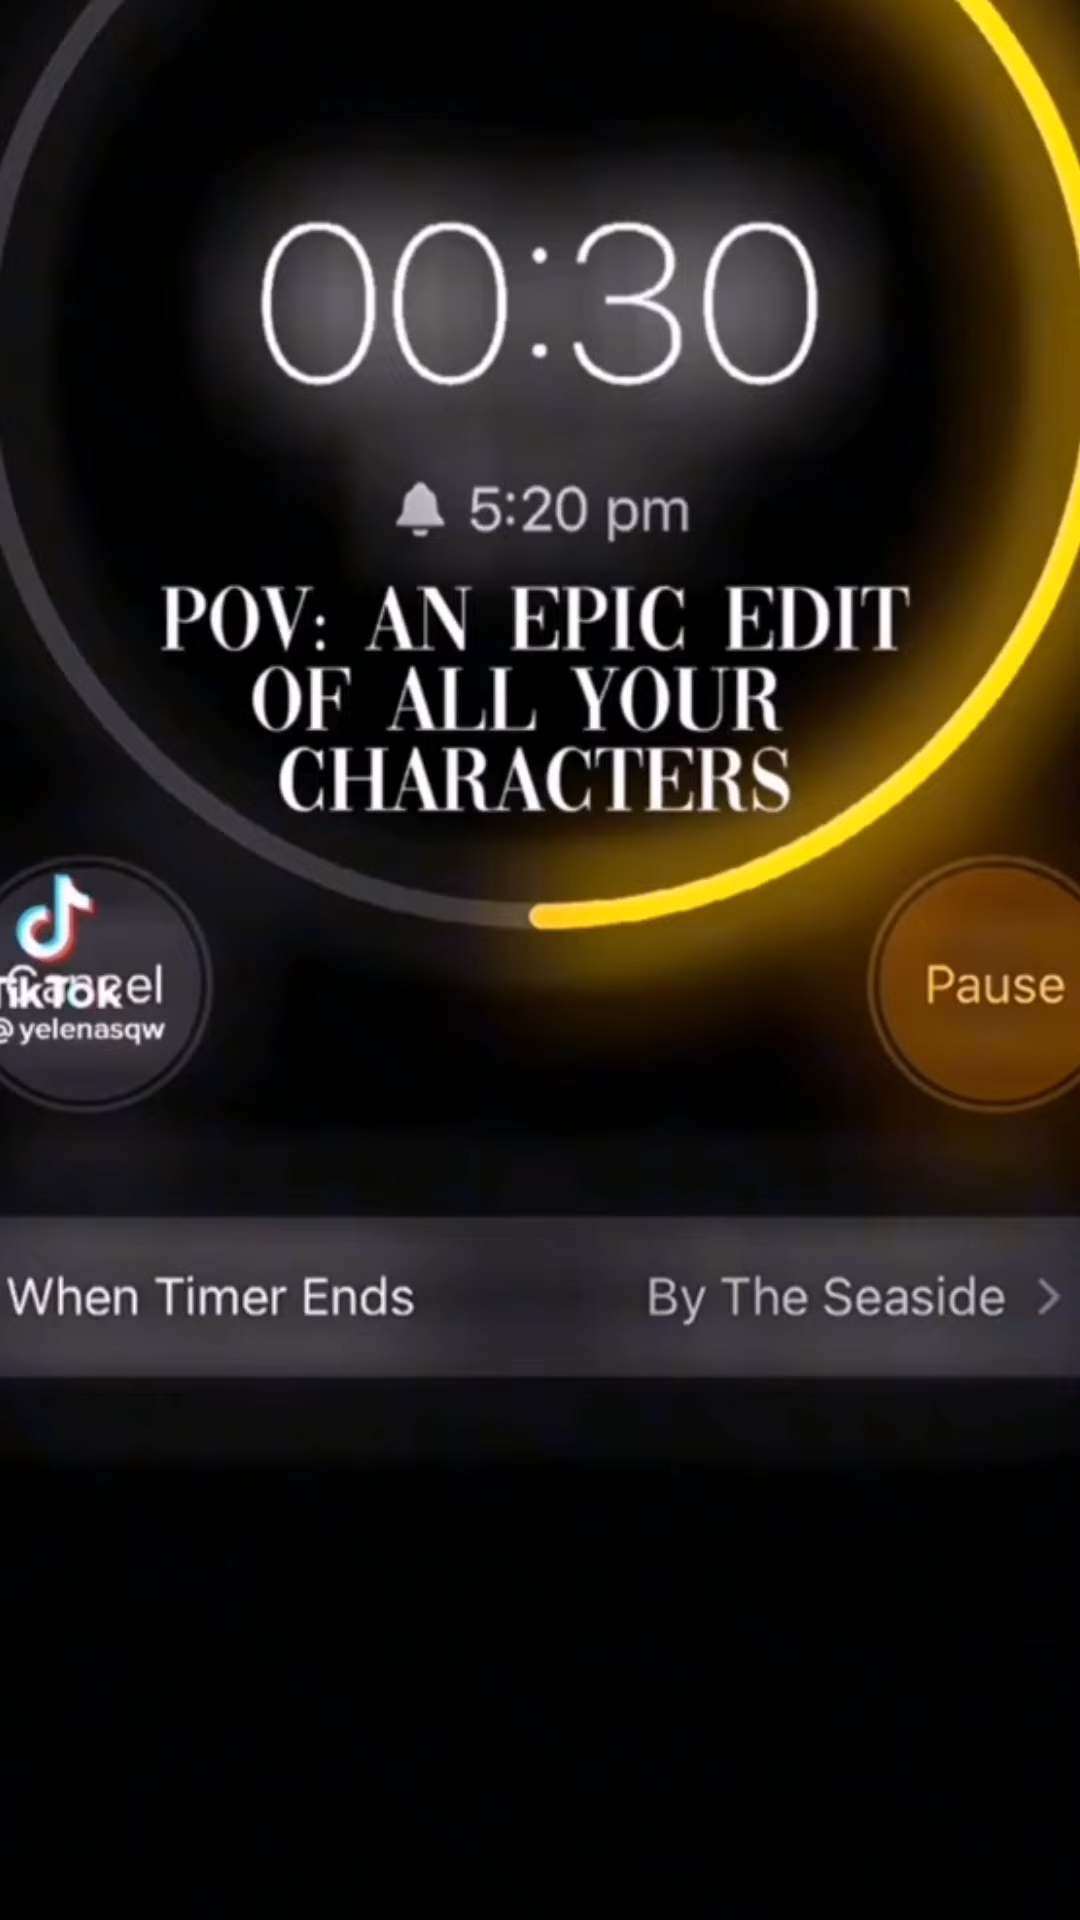 00:30
5:20 pm
POV: AN EPIC EDIT
OF ALL YOUR
CHARACTERS
Cancel
Pause
TikTok
@yelenasqw
When Timer Ends
By The Seaside